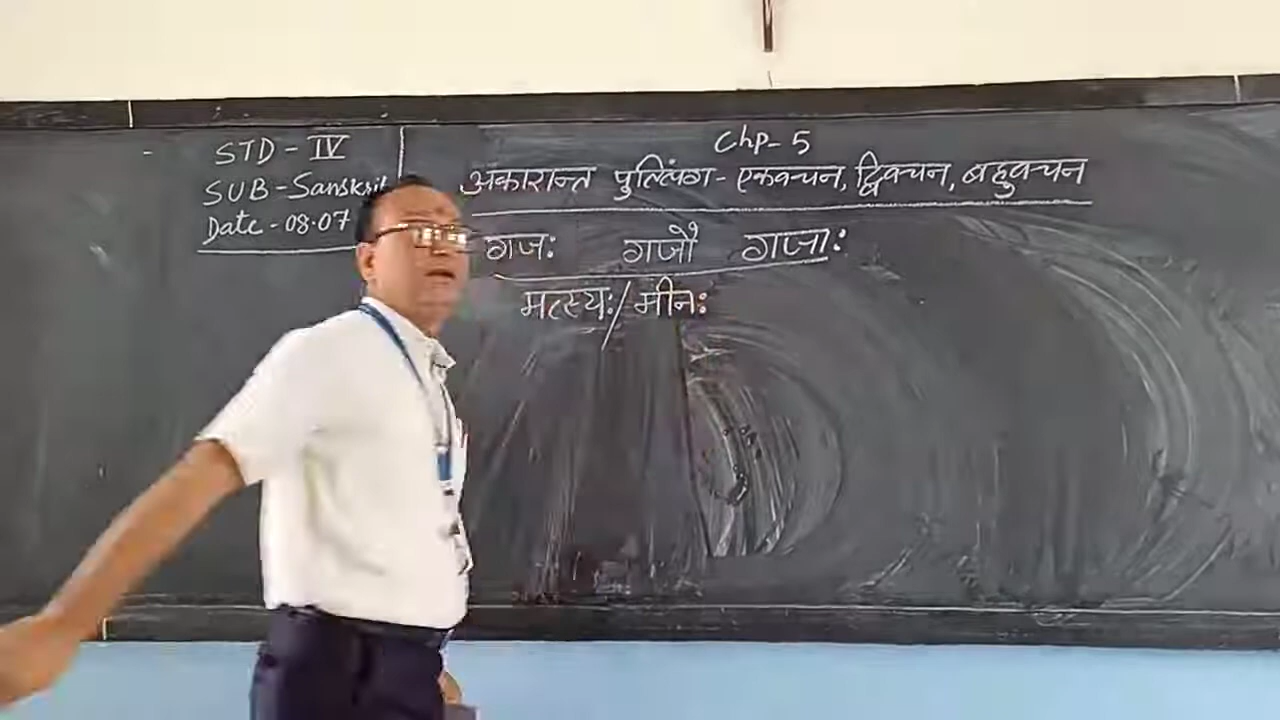 STD - IV
SUB - Sanskrit
Date - 08.07
Chp - 5
अकारान्त पुल्लिंग - एकवचन, द्विवचन, बहुवचन
गजः गजौ गजाः
मत्स्यः/मीनः